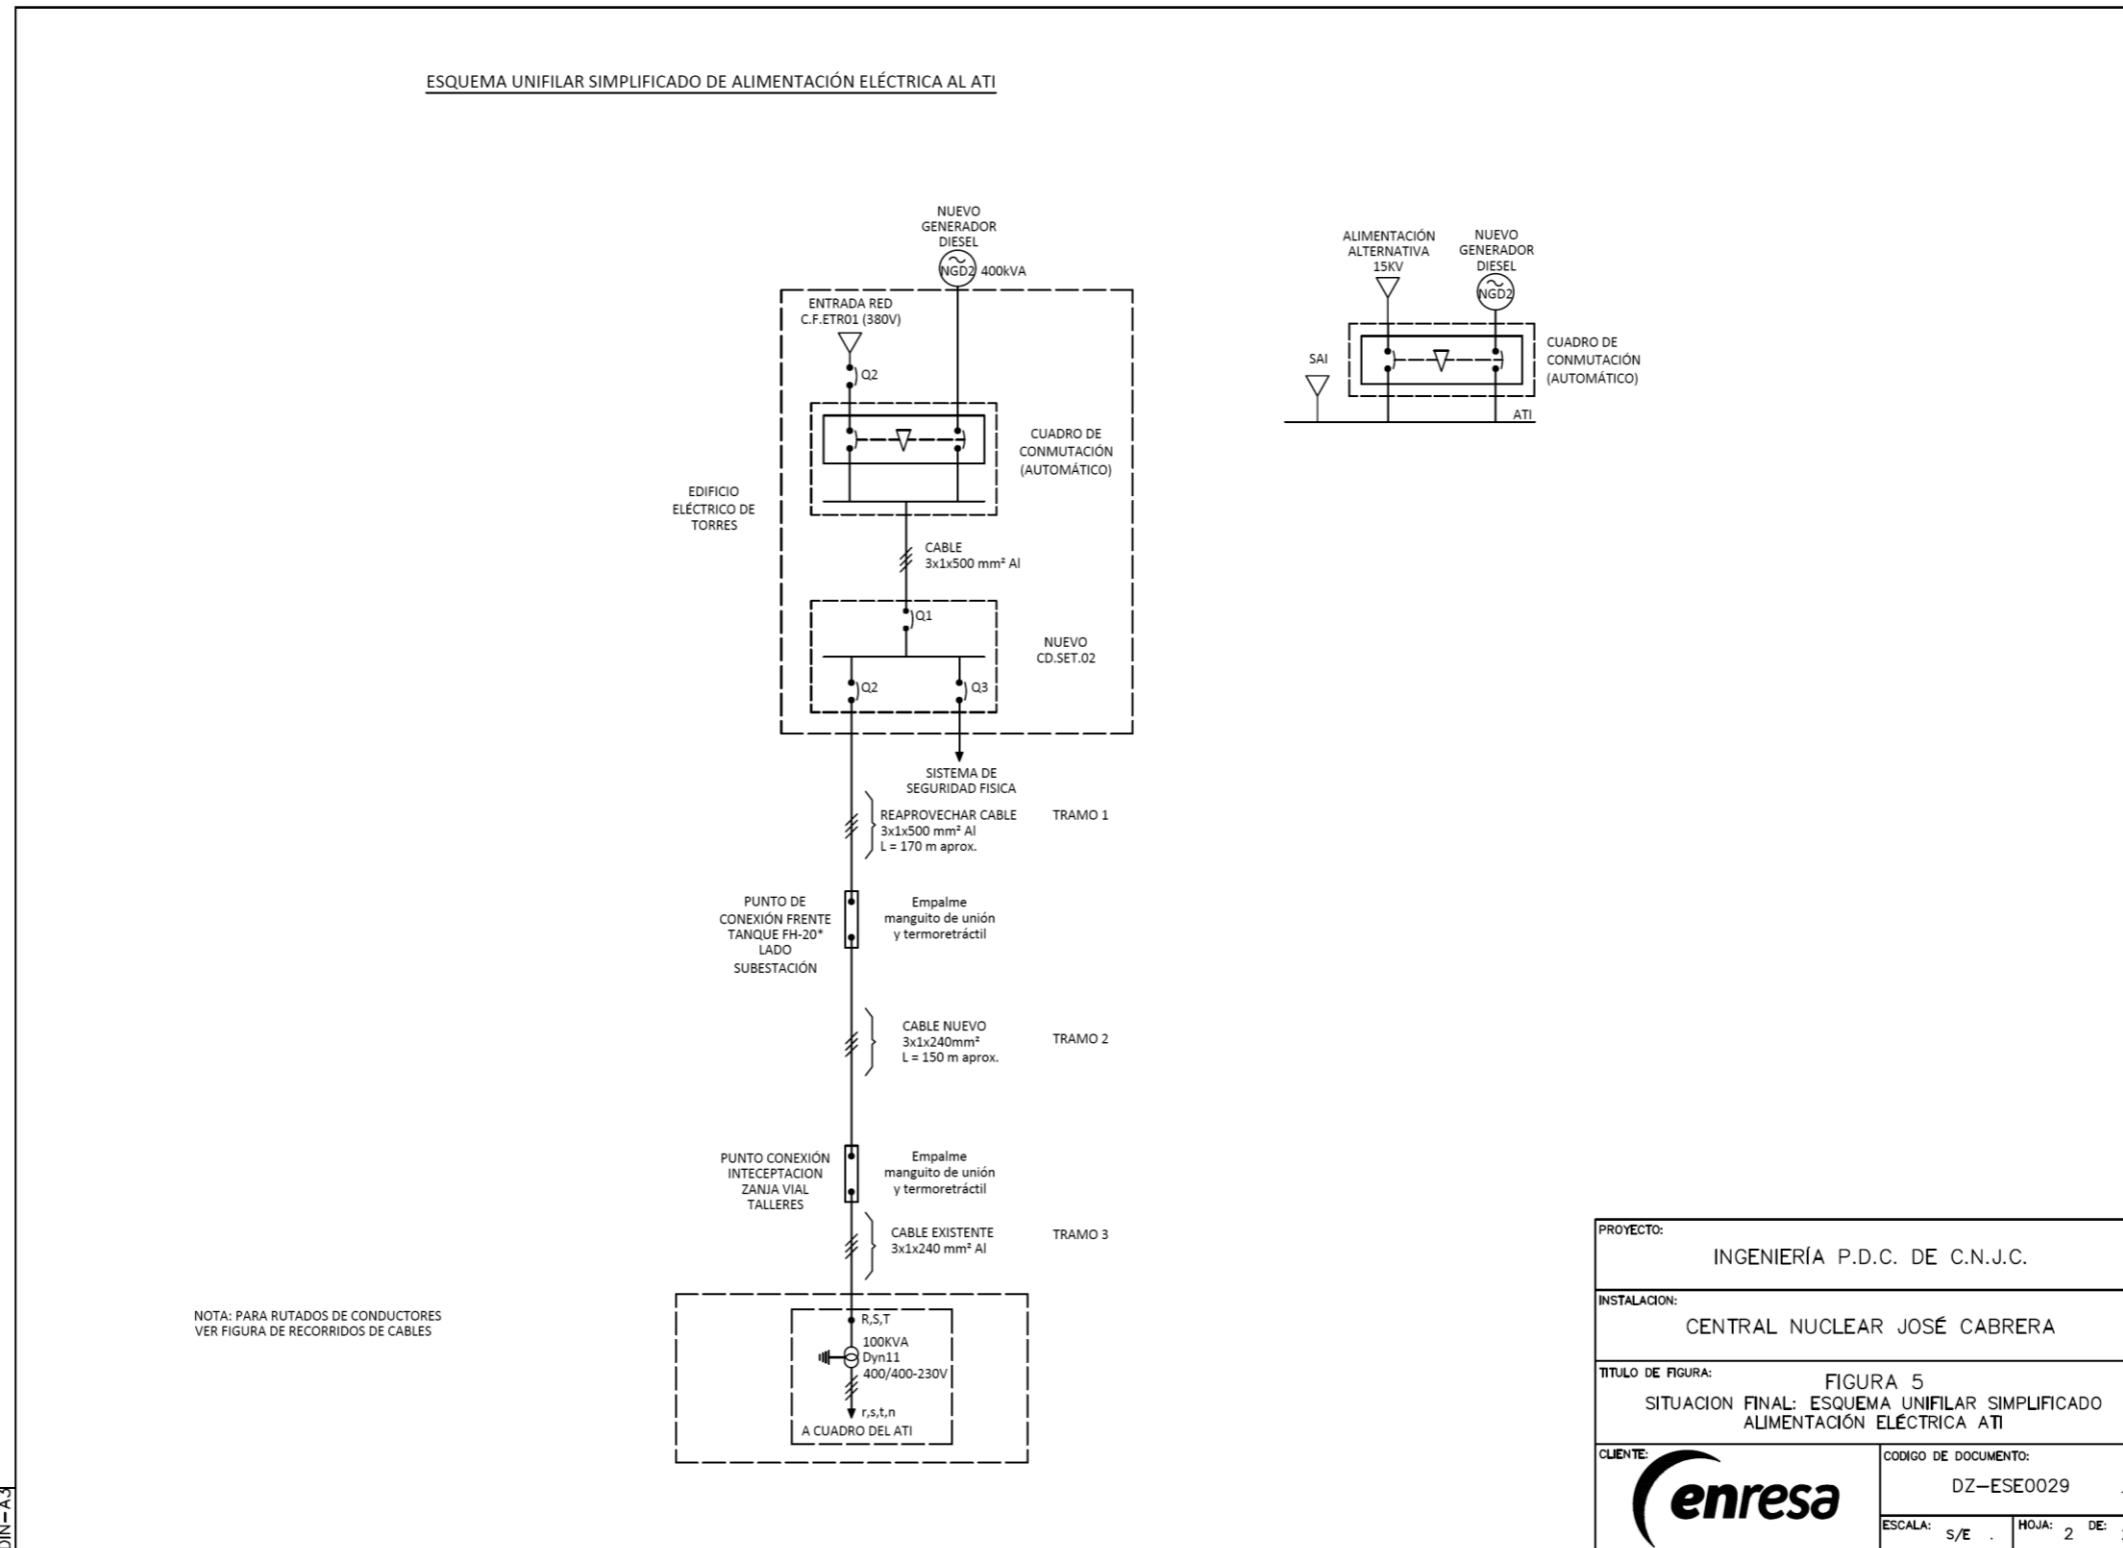 ESQUEMA UNIFILAR SIMPLIFICADO DE ALIMENTACIÓN ELÉCTRICA AL ATI
NUEVO
GENERADOR
DIESEL
NGD2 400kVA
ENTRADA RED
C.F.ETR01 (380V)
Q2
CUADRO DE
CONMUTACIÓN
(AUTOMÁTICO)
EDIFICIO
ELÉCTRICO DE
TORRES
CABLE
3x1x500 mm² Al
Q1
NUEVO
CD.SET.02
Q2
Q3
SISTEMA DE
SEGURIDAD FISICA
REAPROVECHAR CABLE
3x1x500 mm² Al
L = 170 m aprox.
TRAMO 1
PUNTO DE
CONEXIÓN FRENTE
TANQUE FH-20*
LADO
SUBESTACIÓN
Empalme
manguito de unión
y termoretráctil
CABLE NUEVO
3x1x240mm²
L = 150 m aprox.
TRAMO 2
PUNTO CONEXIÓN
INTECEPTACION
ZANJA VIAL
TALLERES
Empalme
manguito de unión
y termoretráctil
CABLE EXISTENTE
3x1x240 mm² Al
TRAMO 3
R,S,T
100KVA
Dyn11
400/400-230V
r,s,t,n
A CUADRO DEL ATI
ALIMENTACIÓN
ALTERNATIVA
15KV
NUEVO
GENERADOR
DIESEL
NGD2
SAI
CUADRO DE
CONMUTACIÓN
(AUTOMÁTICO)
ATI
NOTA: PARA RUTADOS DE CONDUCTORES
VER FIGURA DE RECORRIDOS DE CABLES
PROYECTO:
INGENIERÍA P.D.C. DE C.N.J.C.
INSTALACION:
CENTRAL NUCLEAR JOSÉ CABRERA
TITULO DE FIGURA:
FIGURA 5
SITUACION FINAL: ESQUEMA UNIFILAR SIMPLIFICADO
ALIMENTACIÓN ELÉCTRICA ATI
CLIENTE:
enresa
CODIGO DE DOCUMENTO:
DZ-ESE0029
ESCALA: S/E .
HOJA: 2 DE:
DIN-A3